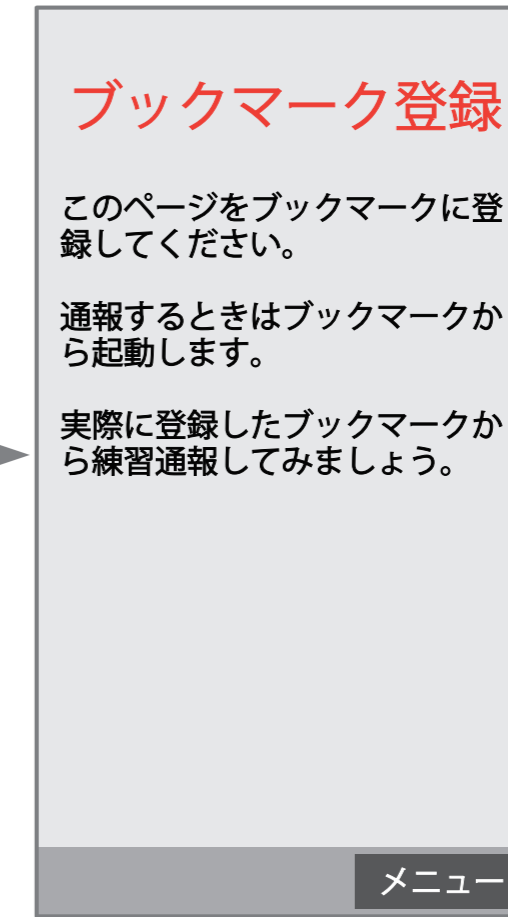 ブックマーク登録
このページをブックマークに登
録してください。
通報するときはブックマークか
ら起動します。
実際に登録したブックマークか
ら練習通報してみましょう。
メニュー